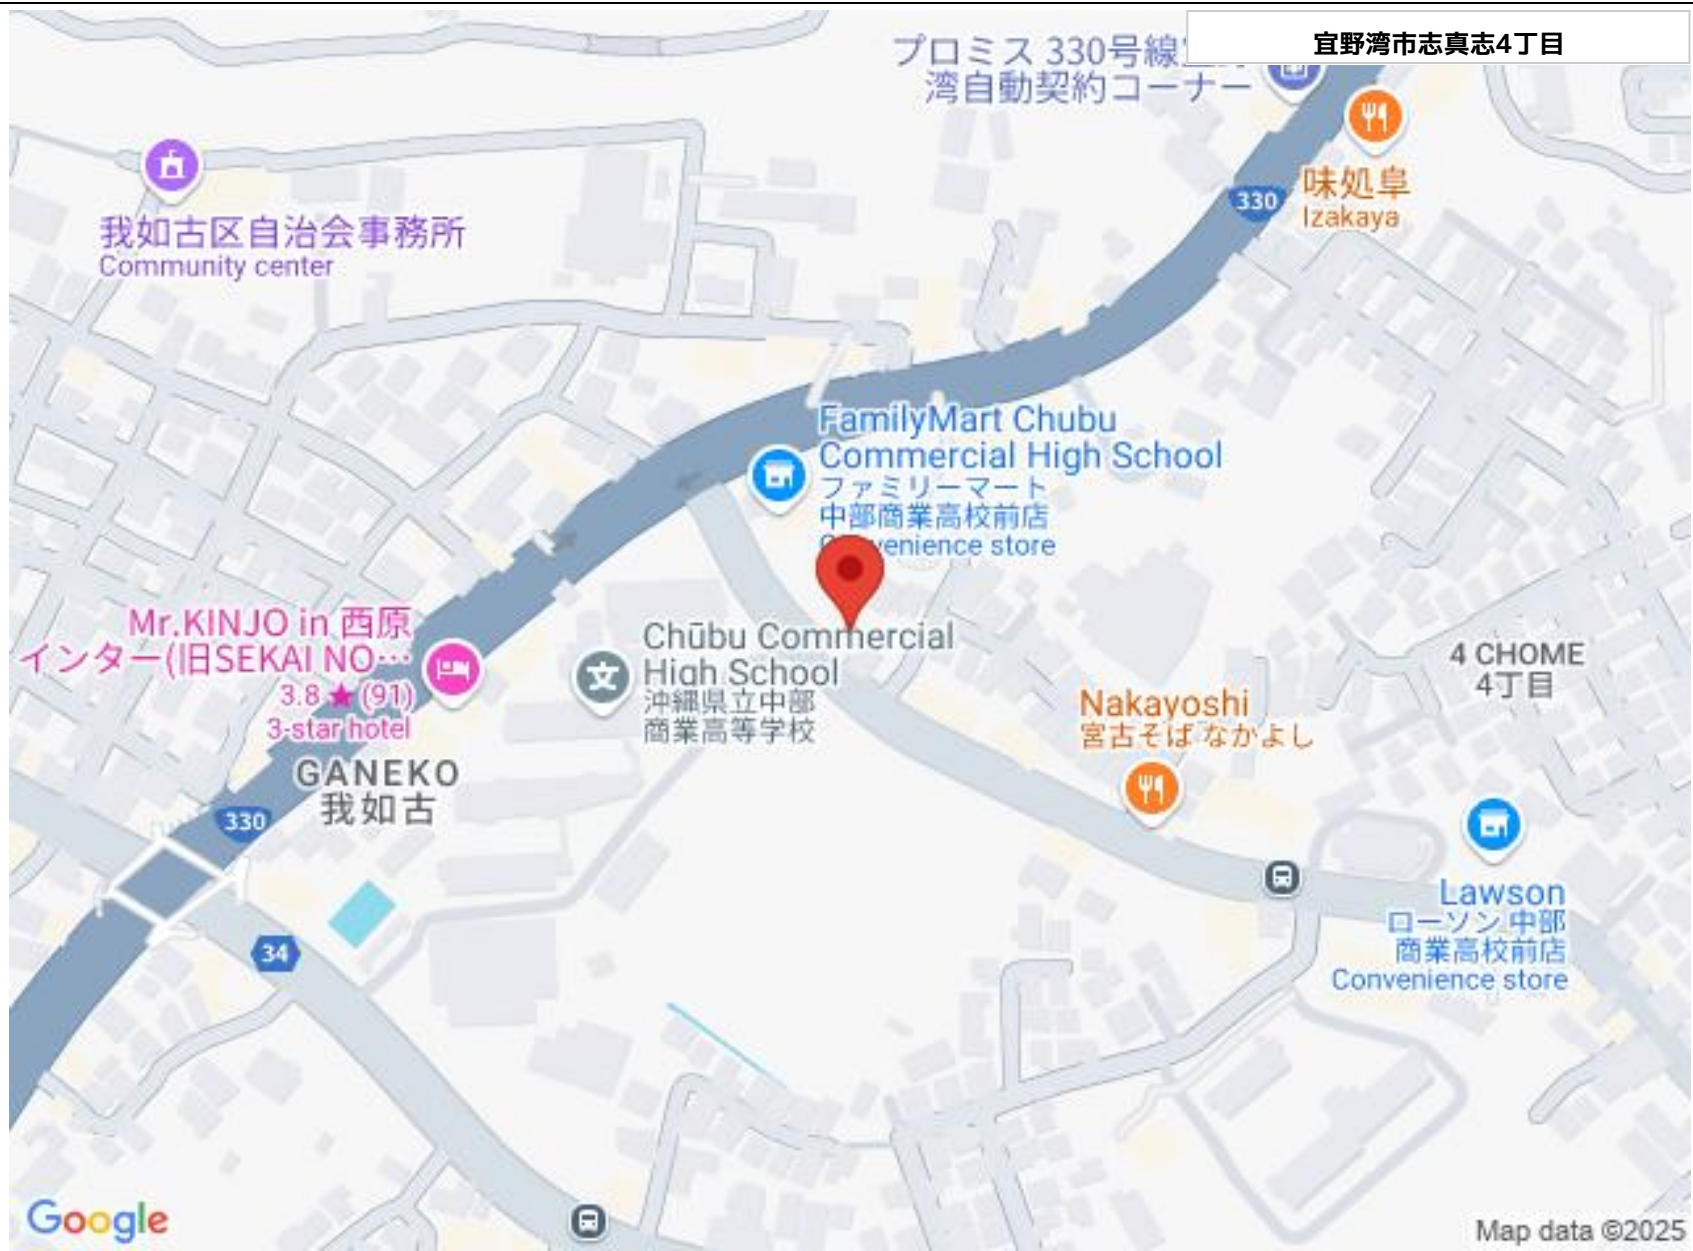 宜野湾市志真志4丁目
プロミス 330号線
湾自動契約コーナー
味処阜
Izakaya
330
我如古区自治会事務所
Community center
FamilyMart Chubu
Commercial High School
ファミリーマート
中部商業高校前店
venience store
Mr.KINJO in 西原
インター(旧SEKAI NO…
3.8 ★ (91)
3-star hotel
Chūbu Commercial
High School
沖縄県立中部
商業高等学校
4 CHOME
4丁目
Nakayoshi
宮古そば なかよし
GANEKO
我如古
330
Lawson
ローソン 中部
商業高校前店
Convenience store
34
Google
Map data ©2025